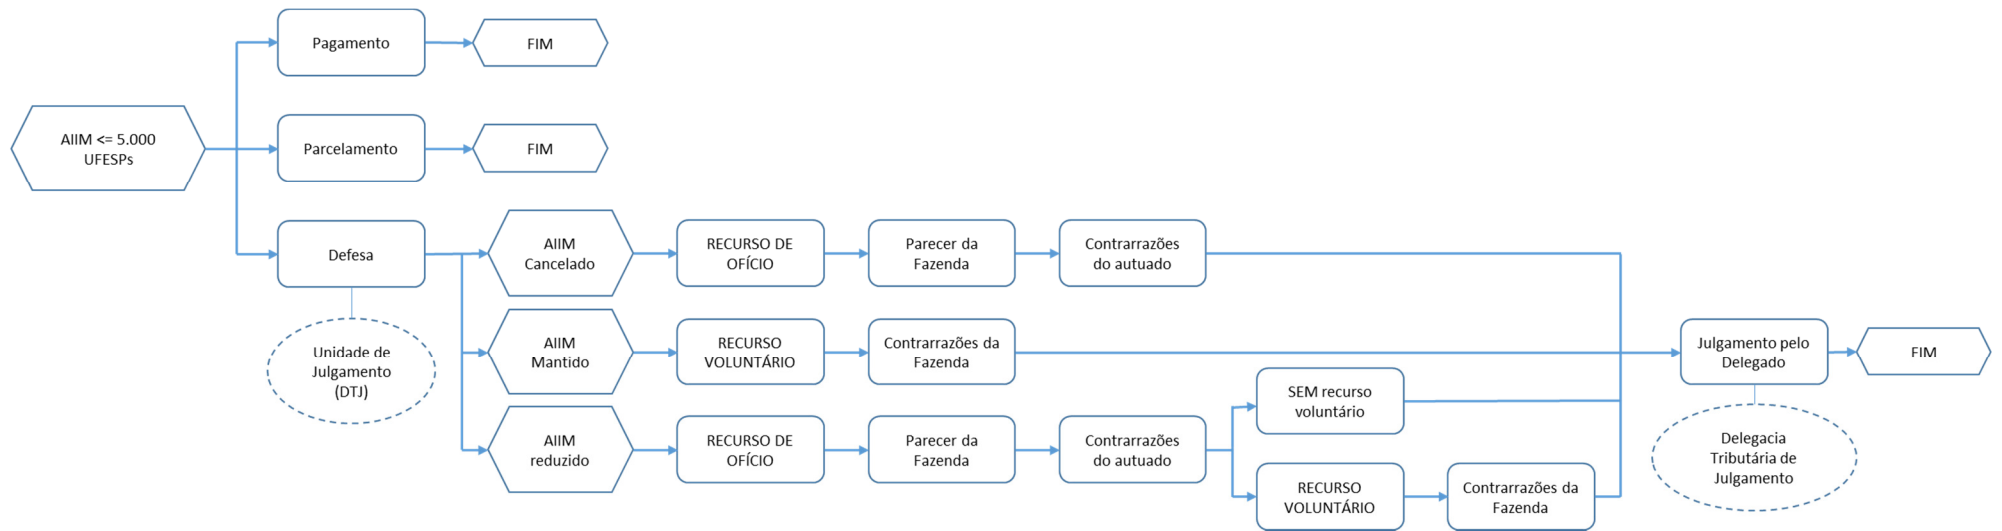 Pagamento
FIM
AIIM <= 5.000
UFESPs
Parcelamento
FIM
Defesa
AIIM
Cancelado
RECURSO DE
OFÍCIO
Parecer da
Fazenda
Contrarrazões
do autuado
Unidade de
Julgamento
(DTJ)
AIIM
Mantido
RECURSO
VOLUNTÁRIO
Contrarrazões da
Fazenda
Julgamento pelo
Delegado
FIM
AIIM
reduzido
RECURSO DE
OFÍCIO
Parecer da
Fazenda
Contrarrazões
do autuado
SEM recurso
voluntário
RECURSO
VOLUNTÁRIO
Contrarrazões da
Fazenda
Delegacia
Tributária de
Julgamento